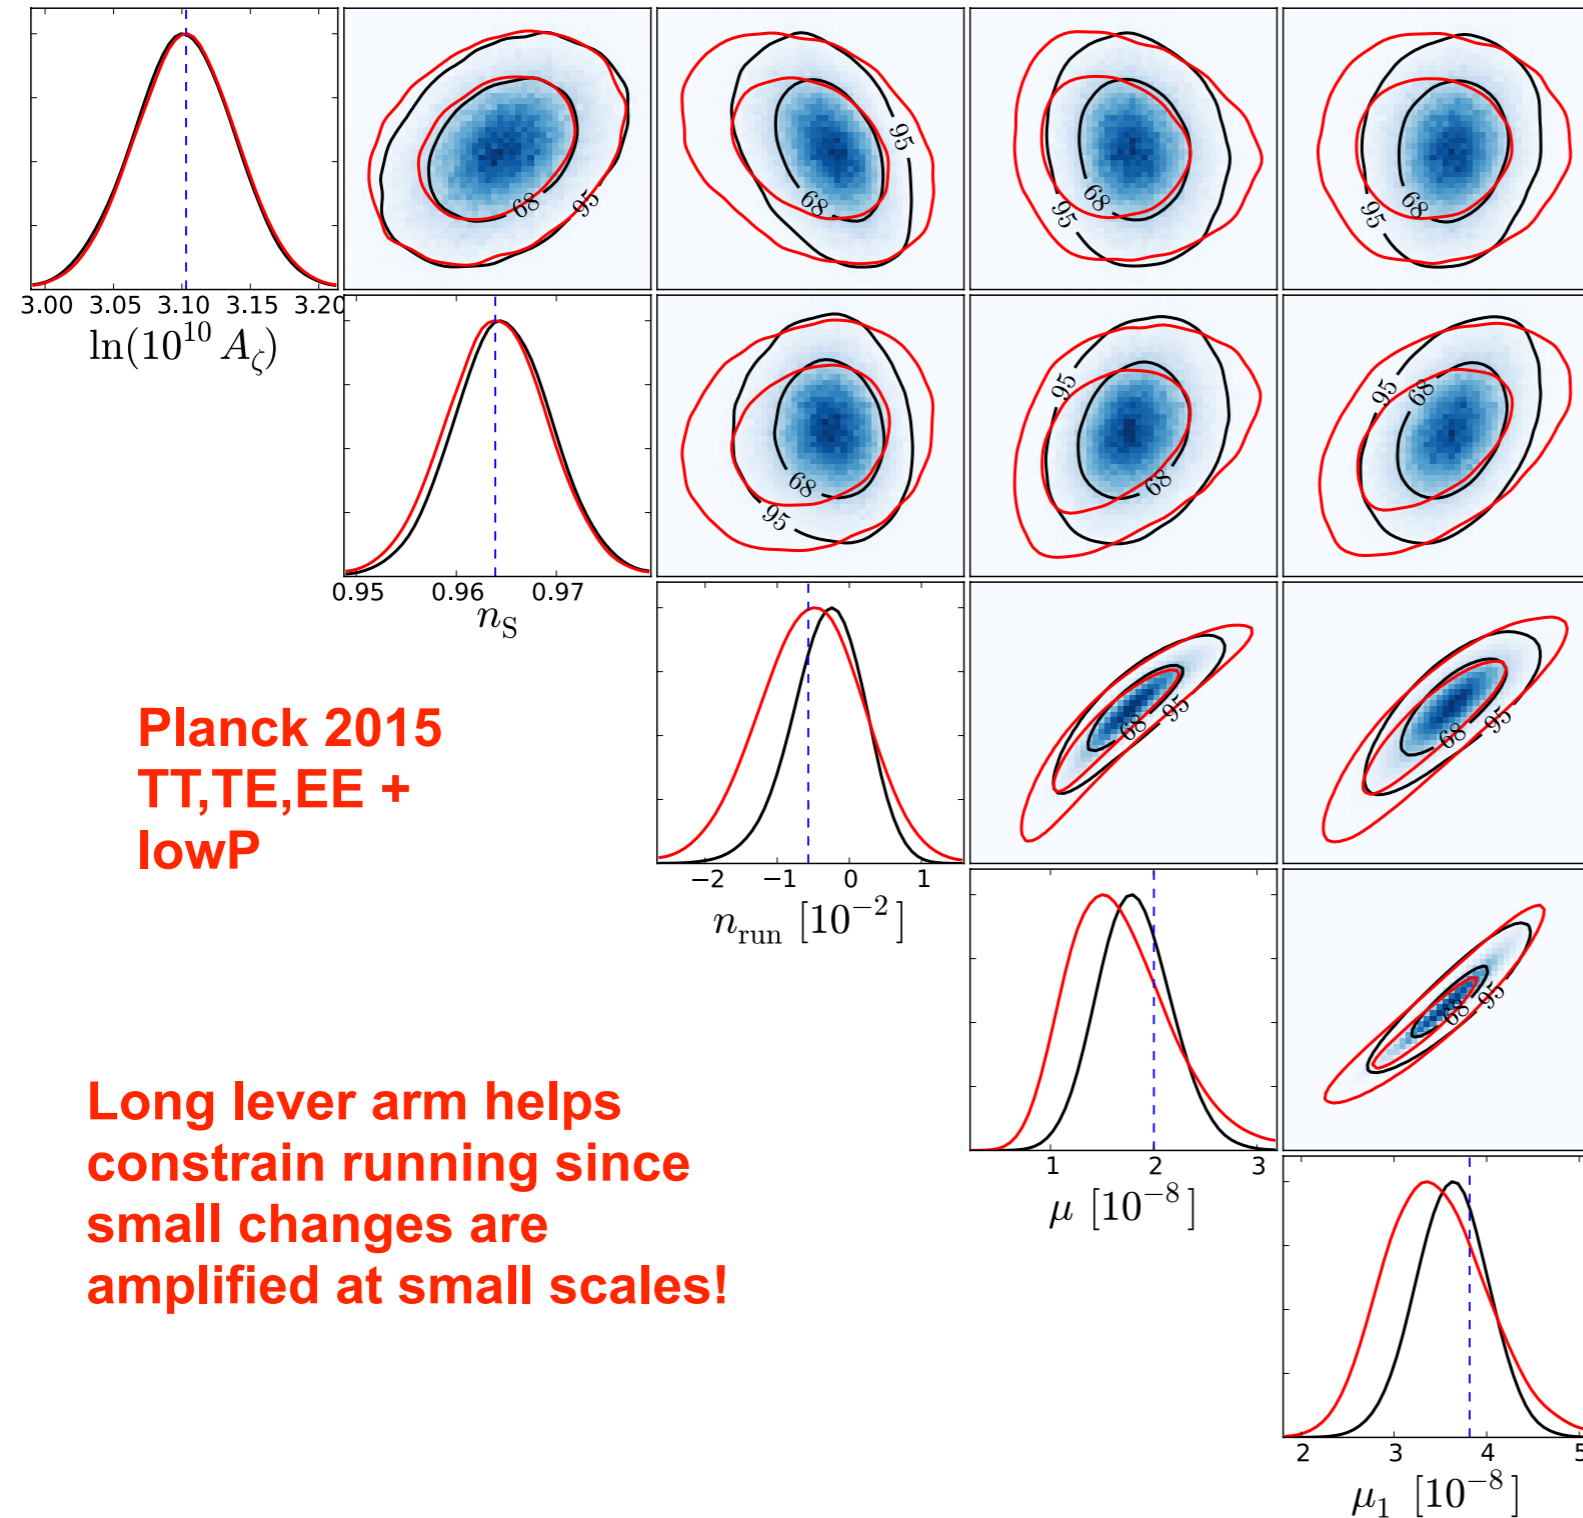 68
95
95
68
68
95
68
95
3.00 3.05 3.10 3.15 3.20
ln(10^{10} A_ζ)
68
95
95
68
95
68
0.95 0.96 0.97
n_S
68
95
68
95
Planck 2015
TT,TE,EE +
lowP
−2 −1 0 1
n_{run} [10^{−2}]
68
95
Long lever arm helps
constrain running since
small changes are
amplified at small scales!
1 2 3
μ [10^{−8}]
2 3 4 5
μ_1 [10^{−8}]